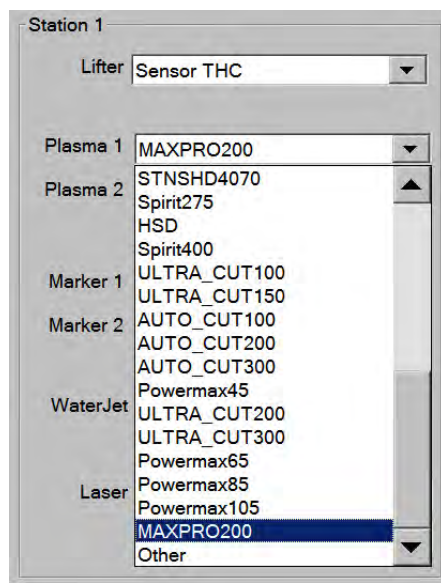 Station 1
Lifter Sensor THC
Plasma 1 MAXPRO200
Plasma 2 STNSHD4070
Spirit275
HSD
Spirit400
Marker 1 ULTRA_CUT100
ULTRA_CUT150
Marker 2 AUTO_CUT100
AUTO_CUT200
AUTO_CUT300
Powermax45
WaterJet ULTRA_CUT200
ULTRA_CUT300
Powermax65
Laser Powermax85
Powermax105
MAXPRO200
Other